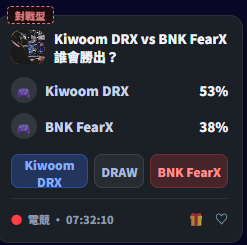 對戰型
Kiwoom DRX vs BNK FearX
誰會勝出？
Kiwoom DRX 53%
BNK FearX 38%
Kiwoom
DRX
DRAW
BNK FearX
電競 • 07:32:10